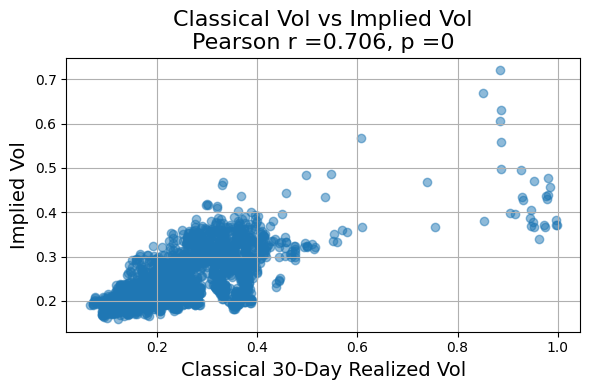 Classical Vol vs Implied Vol
Pearson r =0.706, p =0
0.7
0.6
0.5
0.4
0.3
0.2
Implied Vol
0.2 0.4 0.6 0.8 1.0
Classical 30-Day Realized Vol